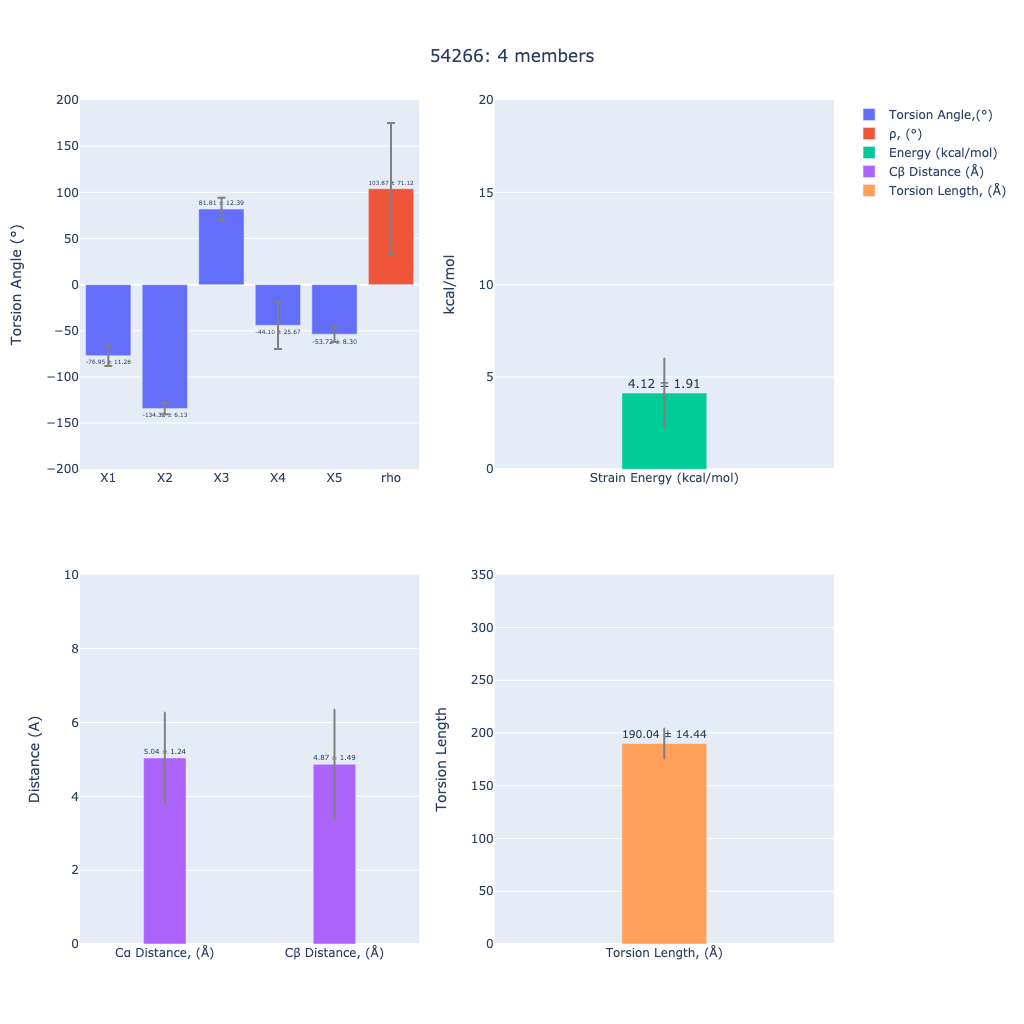 54266: 4 members
Torsion Angle (°)
200
150
100
50
0
−50
−100
−150
−200
-76.95 ± 11.28
81.81 ± 12.39
-44.10 ± 25.67
-53.72 ± 8.30
103.87 ± 71.12
X1 X2 X3 X4 X5 rho
kcal/mol
20
15
10
5
0
4.12 ± 1.91
Strain Energy (kcal/mol)
Torsion Angle,(°)
ρ, (°)
Energy (kcal/mol)
Cβ Distance (Å)
Torsion Length, (Å)
Distance (A)
10
8
6
4
2
0
5.04 ± 1.24
4.87 ± 1.49
Cα Distance, (Å) Cβ Distance, (Å)
Torsion Length
350
300
250
200
150
100
50
0
190.04 ± 14.44
Torsion Length, (Å)